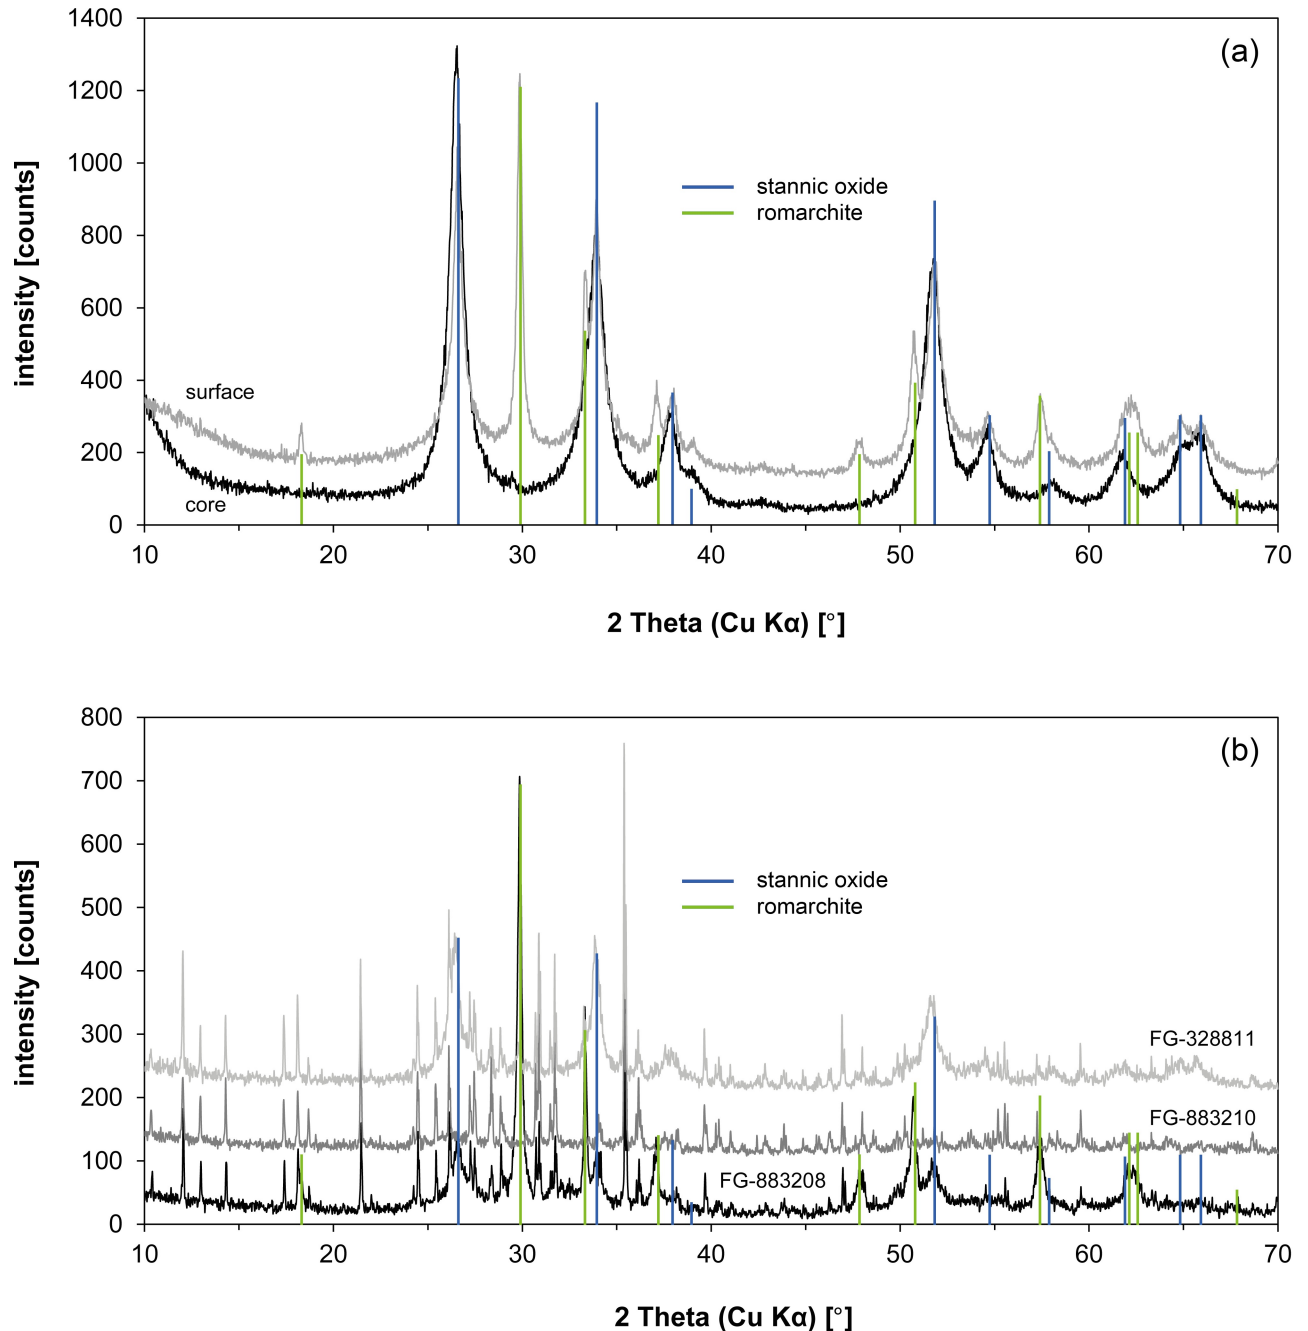 1400
(a)
1200
1000
stannic oxide
romarchite
800
600
400
surface
200
core
0
10 20 30 40 50 60 70
intensity [counts]
2 Theta (Cu Kα) [°]
800
(b)
700
600
stannic oxide
romarchite
500
400
300
FG-328811
200
FG-883210
100
FG-883208
0
10 20 30 40 50 60 70
intensity [counts]
2 Theta (Cu Kα) [°]